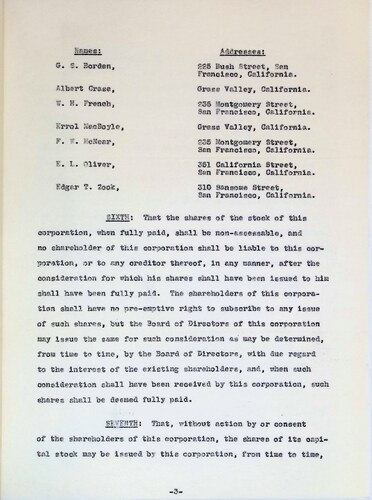 Names: Addresses:
G. S. Borden, 225 Bush Street, San
Francisco, California.
Albert Crase, Grass Valley, California.
W. H. French, 235 Montgomery Street,
San Francisco, California.
Errol MacBoyle, Grass Valley, California.
F. W. McNear, 235 Montgomery Street,
San Francisco, California.
E. L. Oliver, 351 California Street,
San Francisco, California.
Edgar T. Zook, 310 Sansome Street,
San Francisco, California.
SIXTH: That the shares of the stock of this
corporation, when fully paid, shall be non-assessable, and
no shareholder of this corporation shall be liable to this cor-
poration, or to any creditor thereof, in any manner, after the
consideration for which his shares shall have been issued to him
shall have been fully paid. The shareholders of this corpora-
tion shall have no pre-emptive right to subscribe to any issue
of such shares, but the Board of Directors of this corporation
may issue the same for such consideration as may be determined,
from time to time, by the Board of Directors, with due regard
to the interest of the existing shareholders, and, when such
consideration shall have been received by this corporation, such
shares shall be deemed fully paid.
SEVENTH: That, without action by or consent
of the shareholders of this corporation, the shares of its capi-
tal stock may be issued by this corporation, from time to time,
-3-